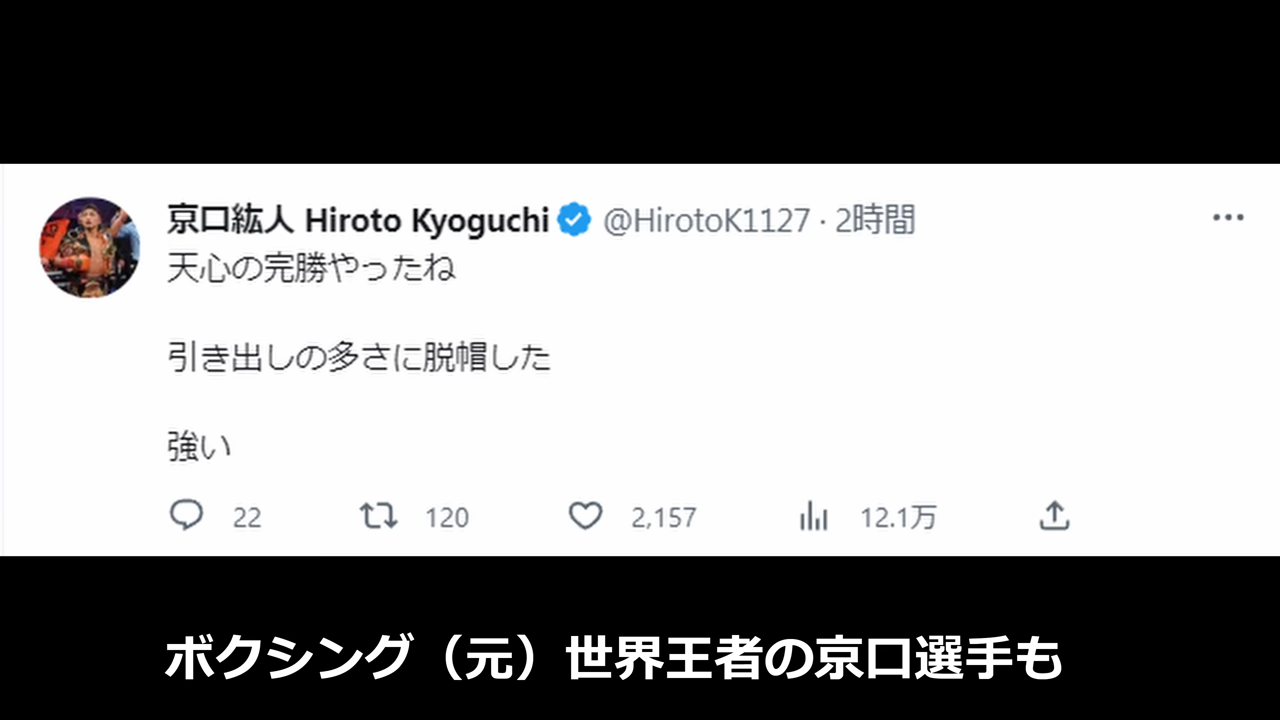 京口紘人 Hiroto Kyoguchi @HirotoK1127 · 2時間
天心の完勝やったね
引き出しの多さに脱帽した
強い
22 120 2,157 12.1万
ボクシング（元）世界王者の京口選手も